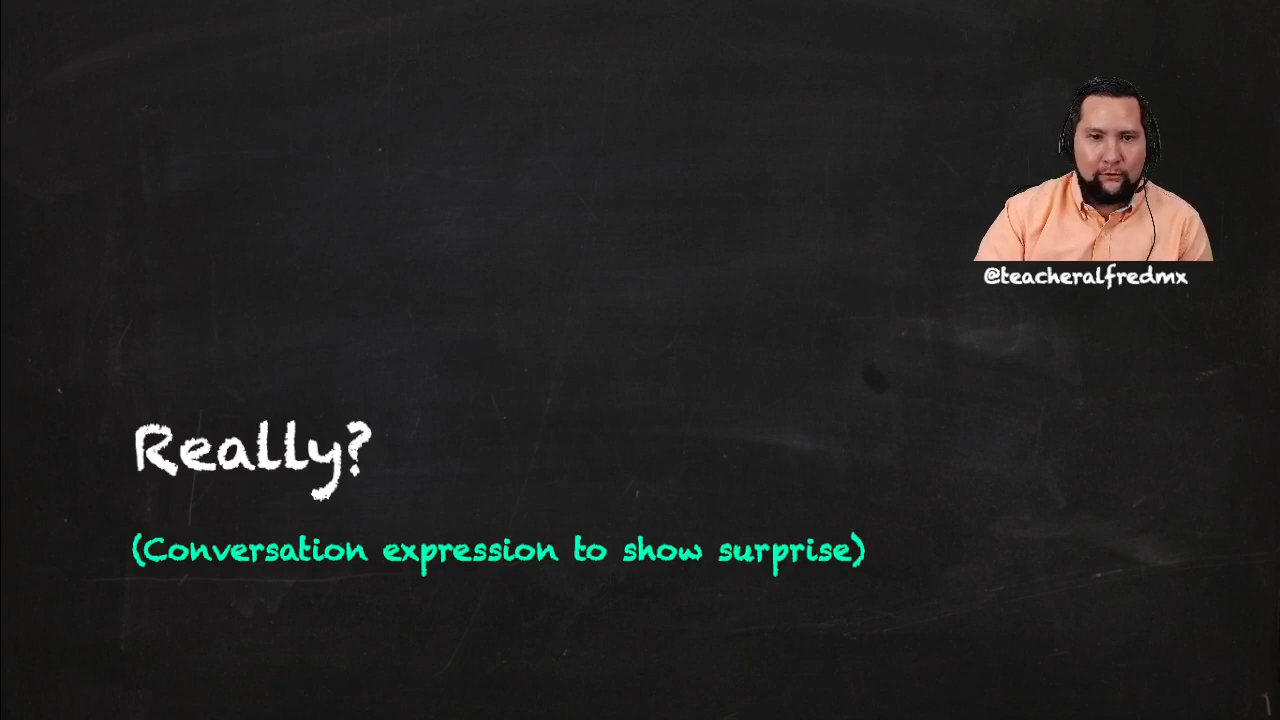 @teacheralfredmx
Really?
(Conversation expression to show surprise)